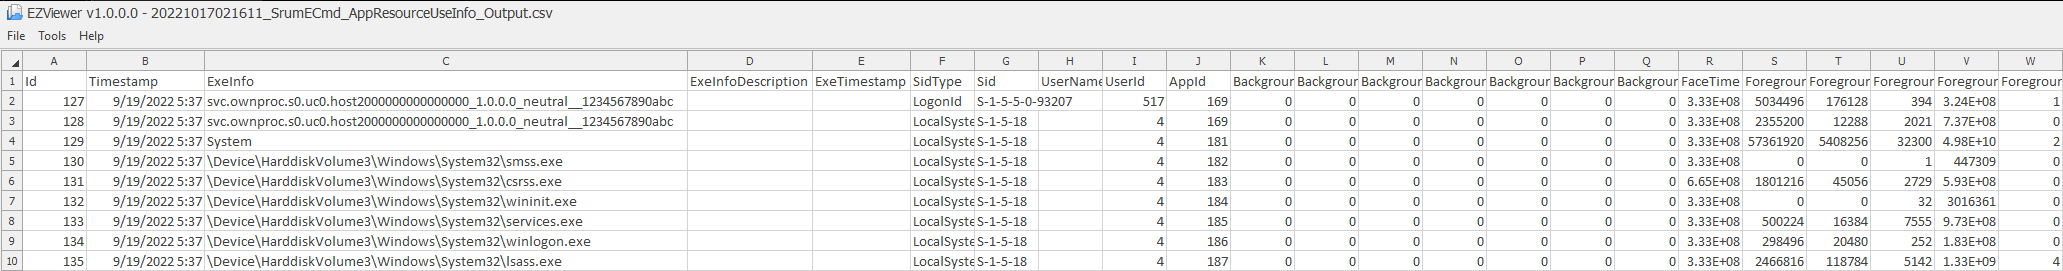 EZViewer v1.0.0.0 - 20221017021611_SrumECmd_AppResourceUseInfo_Output.csv
File Tools Help
A B C D E F G H I J K L M N O P Q R S T U V W
1 Id Timestamp ExeInfo ExeInfoDescription ExeTimestamp SidType Sid UserName UserId AppId Backgrour Backgrour Backgrour Backgrour Backgrour Backgrour Backgrour FaceTime Foregrour Foregrour Foregrour Foregrour Foregrour
2 127 9/19/2022 5:37 svc.ownproc.s0.uc0.host2000000000000000_1.0.0.0_neutral__1234567890abc LogonId S-1-5-5-0-93207 517 169 0 0 0 0 0 0 0 3.33E+08 5034496 176128 394 3.24E+08 1
3 128 9/19/2022 5:37 svc.ownproc.s0.uc0.host2000000000000000_1.0.0.0_neutral__1234567890abc LocalSyste S-1-5-18 4 169 0 0 0 0 0 0 0 3.33E+08 2355200 12288 2021 7.37E+08 0
4 129 9/19/2022 5:37 System LocalSyste S-1-5-18 4 181 0 0 0 0 0 0 0 3.33E+08 57361920 5408256 32300 4.98E+10 2
5 130 9/19/2022 5:37 \Device\HarddiskVolume3\Windows\System32\smss.exe LocalSyste S-1-5-18 4 182 0 0 0 0 0 0 0 3.33E+08 0 0 1 447309 0
6 131 9/19/2022 5:37 \Device\HarddiskVolume3\Windows\System32\csrss.exe LocalSyste S-1-5-18 4 183 0 0 0 0 0 0 0 6.65E+08 1801216 45056 2729 5.93E+08 0
7 132 9/19/2022 5:37 \Device\HarddiskVolume3\Windows\System32\wininit.exe LocalSyste S-1-5-18 4 184 0 0 0 0 0 0 0 3.33E+08 0 0 32 3016361 0
8 133 9/19/2022 5:37 \Device\HarddiskVolume3\Windows\System32\services.exe LocalSyste S-1-5-18 4 185 0 0 0 0 0 0 0 3.33E+08 500224 16384 7555 9.73E+08 0
9 134 9/19/2022 5:37 \Device\HarddiskVolume3\Windows\System32\winlogon.exe LocalSyste S-1-5-18 4 186 0 0 0 0 0 0 0 3.33E+08 298496 20480 252 1.83E+08 0
10 135 9/19/2022 5:37 \Device\HarddiskVolume3\Windows\System32\lsass.exe LocalSyste S-1-5-18 4 187 0 0 0 0 0 0 0 3.33E+08 2466816 118784 5142 1.33E+09 4